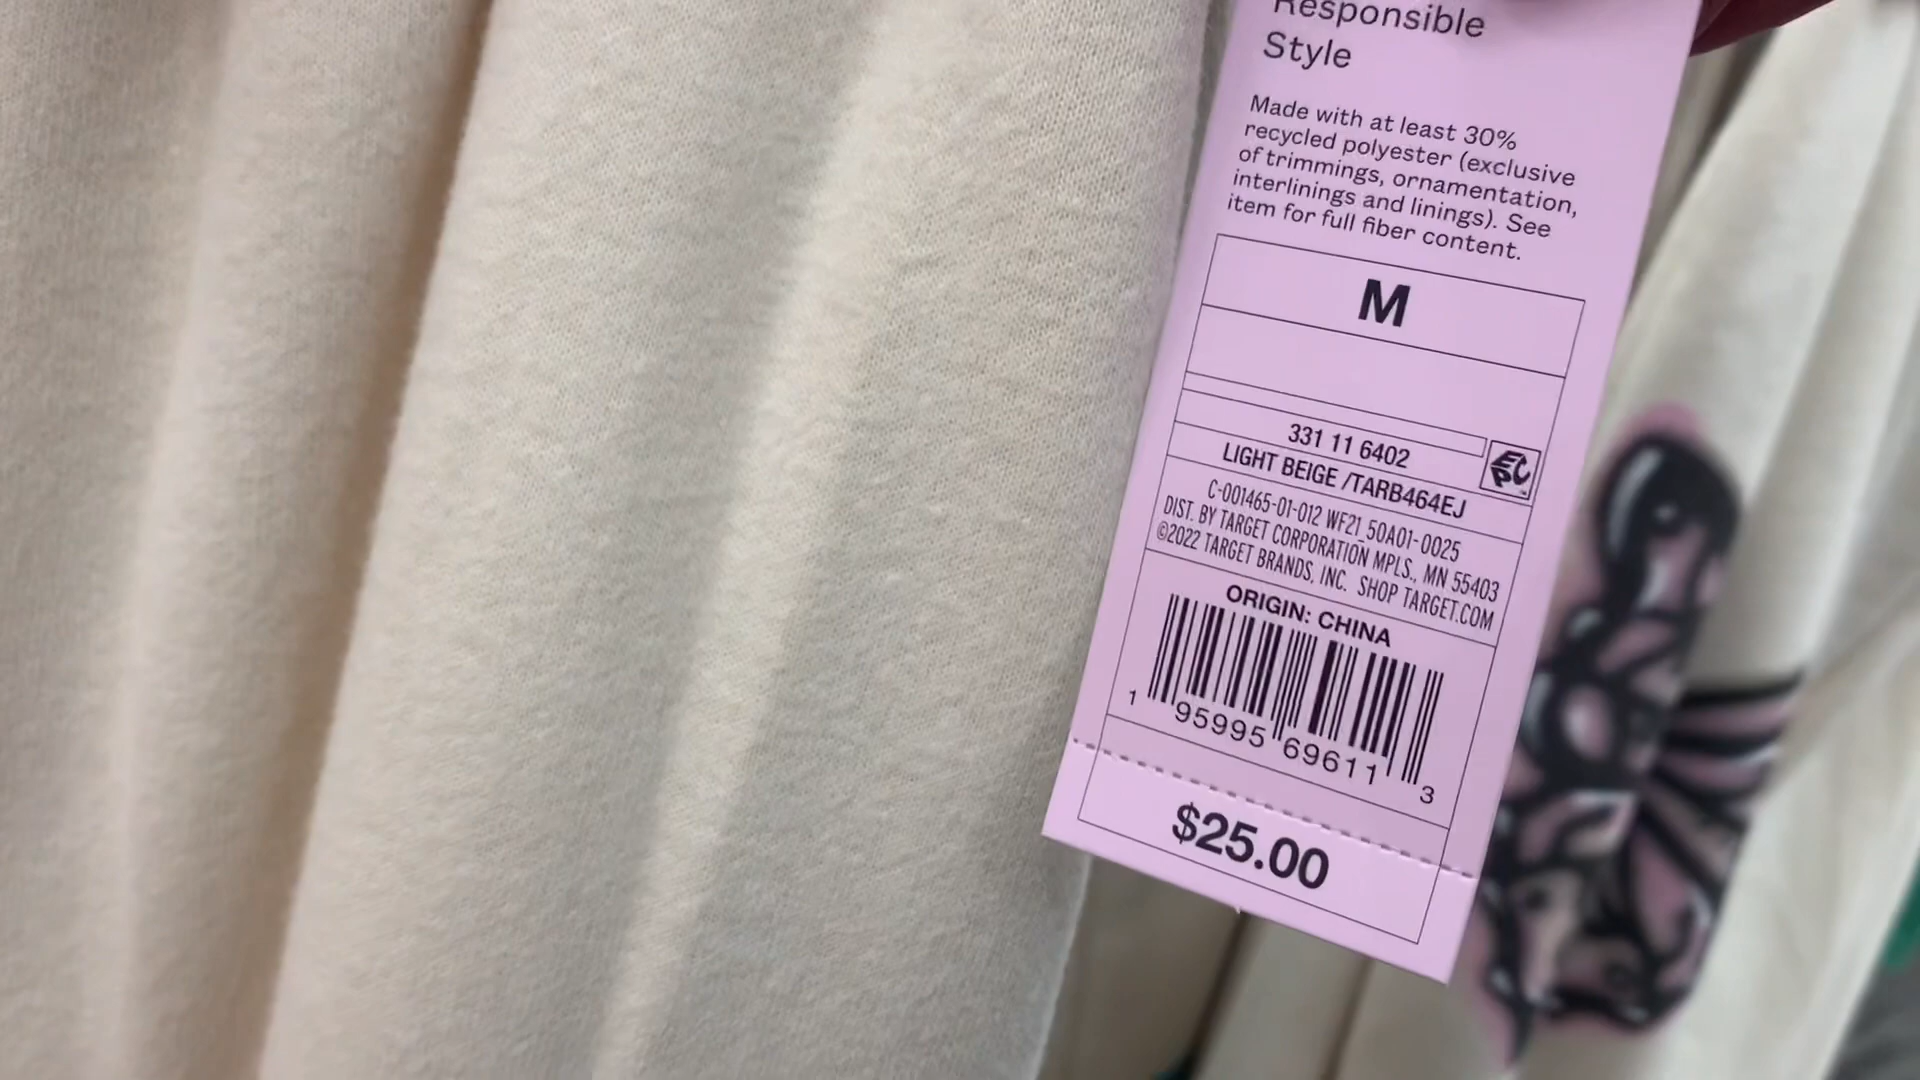 Responsible
Style
Made with at least 30%
recycled polyester (exclusive
of trimmings, ornamentation,
interlinings and linings). See
item for full fiber content.
M
331 11 6402
LIGHT BEIGE /TARB464EJ
C-001465-01-012 WF21_50A01-0025
DIST. BY TARGET CORPORATION MPLS., MN 55403
©2022 TARGET BRANDS, INC. SHOP TARGET.COM
ORIGIN: CHINA
1 95995 69611 3
$25.00